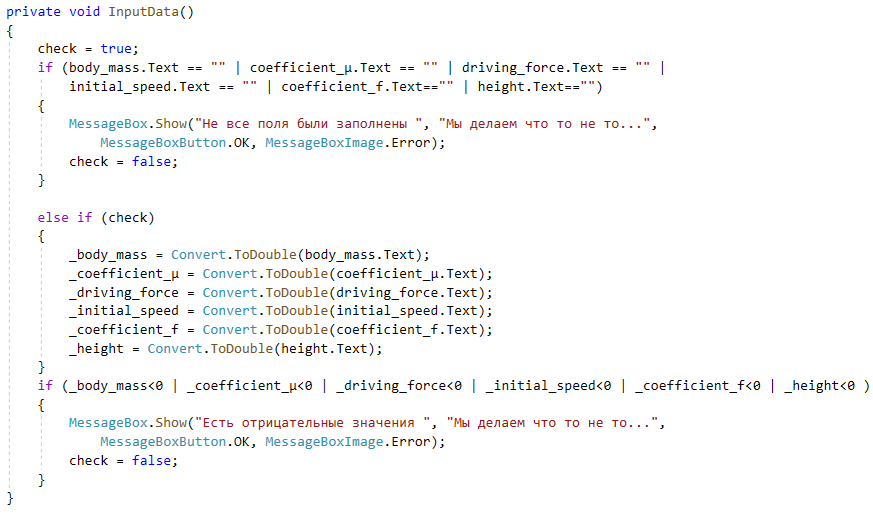 private void InputData()
{
    check = true;
    if (body_mass.Text == "" | coefficient_μ.Text == "" | driving_force.Text == "" |
        initial_speed.Text == "" | coefficient_f.Text=="" | height.Text=="")
    {
        MessageBox.Show("Не все поля были заполнены ", "Мы делаем что то не то...",
            MessageBoxButton.OK, MessageBoxImage.Error);
        check = false;
    }

    else if (check)
    {
        _body_mass = Convert.ToDouble(body_mass.Text);
        _coefficient_μ = Convert.ToDouble(coefficient_μ.Text);
        _driving_force = Convert.ToDouble(driving_force.Text);
        _initial_speed = Convert.ToDouble(initial_speed.Text);
        _coefficient_f = Convert.ToDouble(coefficient_f.Text);
        _height = Convert.ToDouble(height.Text);
    }
    if (_body_mass<0 | _coefficient_μ<0 | _driving_force<0 | _initial_speed<0 | _coefficient_f<0 | _height<0 )
    {
        MessageBox.Show("Есть отрицательные значения ", "Мы делаем что то не то...",
            MessageBoxButton.OK, MessageBoxImage.Error);
        check = false;
    }
}